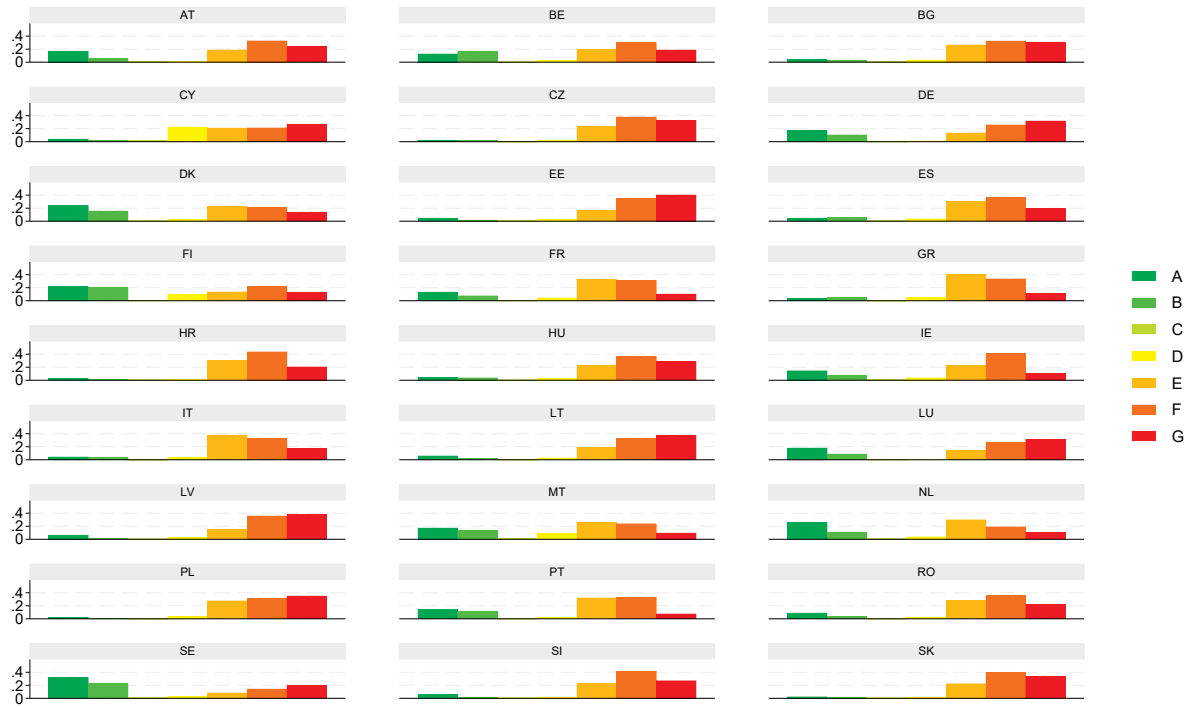 AT BE BG
.4
.2
0
CY CZ DE
.4
.2
0
DK EE ES
.4
.2
0
FI FR GR
.4
.2
0
HR HU IE
.4
.2
0
IT LT LU
.4
.2
0
LV MT NL
.4
.2
0
PL PT RO
.4
.2
0
SE SI SK
.4
.2
0
A
B
C
D
E
F
G